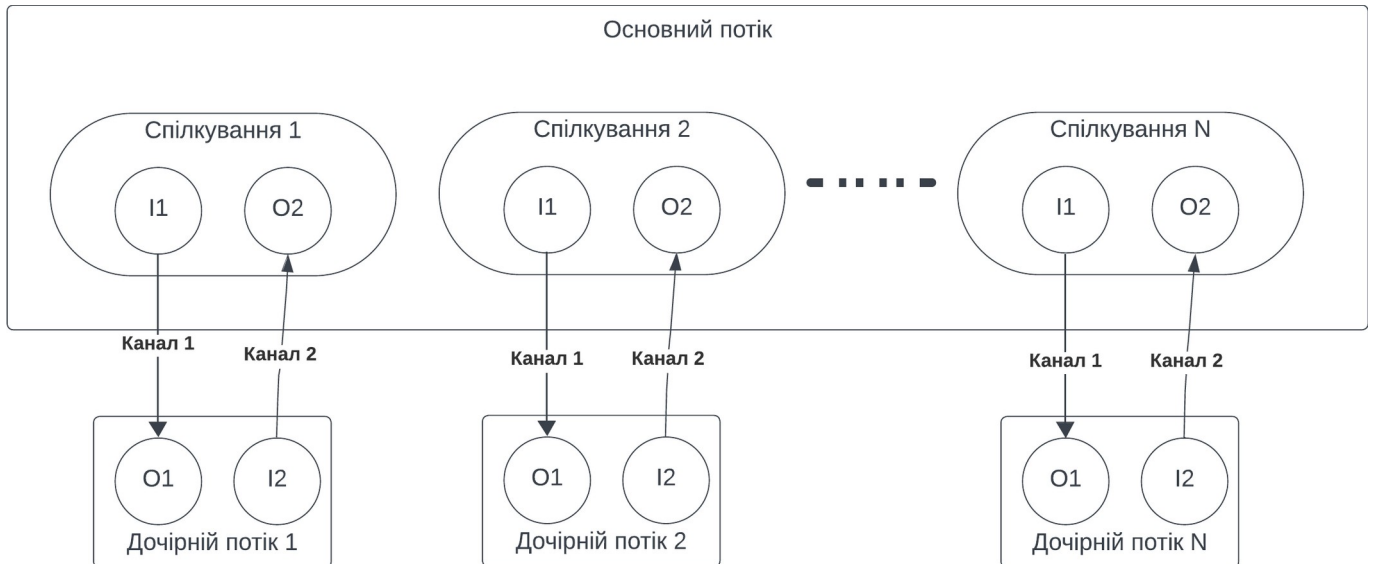 Основний потік
Спілкування 1
Спілкування 2
Спілкування N
I1
O2
I1
O2
I1
O2
Канал 1
Канал 2
Канал 1
Канал 2
Канал 1
Канал 2
O1
I2
O1
I2
O1
I2
Дочірній потік 1
Дочірній потік 2
Дочірній потік N